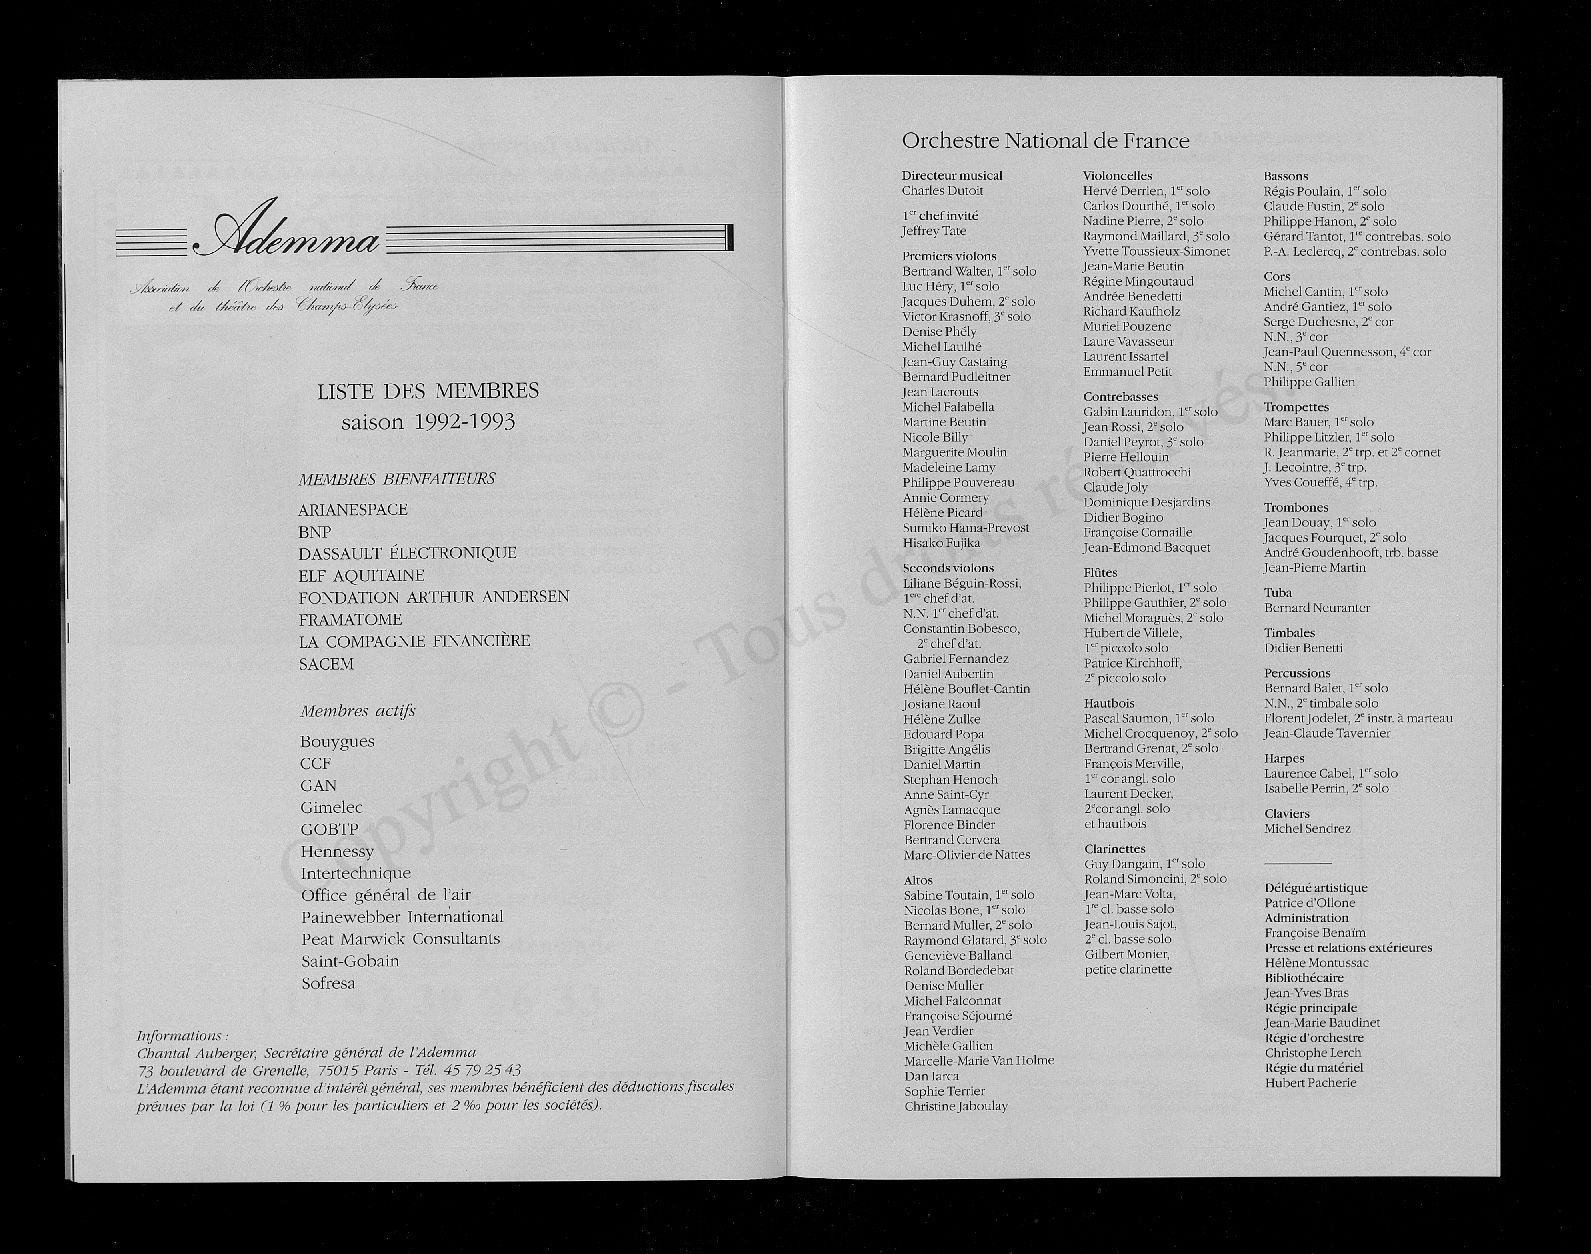 Ademma
Association de l'Orchestre national de France
et du théâtre des Champs-Elysées
LISTE DES MEMBRES
saison 1992-1993
MEMBRES BIENFAITEURS
ARIANESPACE
BNP
DASSAULT ÉLECTRONIQUE
ELF AQUITAINE
FONDATION ARTHUR ANDERSEN
FRAMATOME
LA COMPAGNIE FINANCIÈRE
SACEM
Membres actifs
Bouygues
CCF
GAN
Gimelec
GOBTP
Hennessy
Intertechnique
Office général de l'air
Painewebber International
Peat Marwick Consultants
Saint-Gobain
Sofresa
Informations :
Chantal Auberger, Secrétaire général de l'Ademma
73 boulevard de Grenelle, 75015 Paris - Tél. 45 79 25 43
L'Ademma étant reconnue d'intérêt général, ses membres bénéficient des déductions fiscales
prévues par la loi (1 % pour les particuliers et 2 ‰ pour les sociétés).
Orchestre National de France
Directeur musical
Charles Dutoit
1er chef invité
Jeffrey Tate
Premiers violons
Bertrand Walter, 1er solo
Luc Héry, 1er solo
Jacques Duhem, 2e solo
Victor Krasnoff, 3e solo
Denise Phély
Michel Laulhé
Jean-Guy Castaing
Bernard Pudleitner
Jean Lacrouts
Michel Falabella
Martine Beutin
Nicole Billy
Marguerite Moulin
Madeleine Lamy
Philippe Pouvereau
Annie Cormery
Hélène Picard
Sumiko Hama-Prevost
Hisako Fujika
Seconds violons
Liliane Béguin-Rossi,
1ère chef d'at.
N.N. 1er chef d'at.
Constantin Bobesco,
2e chef d'at.
Gabriel Fernandez
Daniel Aubertin
Hélène Bouflet-Cantin
Josiane Raoul
Hélène Zulke
Edouard Popa
Brigitte Angélis
Daniel Martin
Stephan Henoch
Anne Saint-Cyr
Agnès Lamacque
Florence Binder
Bertrand Cervera
Marc-Olivier de Nattes
Altos
Sabine Toutain, 1er solo
Nicolas Bone, 1er solo
Bernard Muller, 2e solo
Raymond Glatard, 3e solo
Geneviève Balland
Roland Bordedebat
Denise Muller
Michel Falconnat
Françoise Séjourné
Jean Verdier
Michèle Gallien
Marcelle-Marie Van Holme
Dan Iarca
Sophie Terrier
Christine Jaboulay
Violoncelles
Hervé Derrien, 1er solo
Carlos Dourthé, 1er solo
Nadine Pierre, 2e solo
Raymond Maillard, 3e solo
Yvette Toussieux-Simonet
Jean-Marie Beutin
Régine Mingoutaud
Andrée Benedetti
Richard Kaufholz
Muriel Pouzenc
Laure Vavasseur
Laurent Issartel
Emmanuel Petit
Contrebasses
Gabin Lauridon, 1er solo
Jean Rossi, 2e solo
Daniel Peyrot, 3e solo
Pierre Hellouin
Robert Quattrocchi
Claude Joly
Dominique Desjardins
Didier Bogino
Françoise Cornaille
Jean-Edmond Bacquet
Flûtes
Philippe Pierlot, 1er solo
Philippe Gauthier, 2e solo
Michel Moraguès, 2e solo
Hubert de Villele,
1er piccolo solo
Patrice Kirchhoff,
2e piccolo solo
Hautbois
Pascal Saumon, 1er solo
Michel Crocquenoy, 2e solo
Bertrand Grenat, 2e solo
François Merville,
1er cor angl. solo
Laurent Decker,
2e cor angl. solo
et hautbois
Clarinettes
Guy Dangain, 1er solo
Roland Simoncini, 2e solo
Jean-Marc Volta,
1re cl. basse solo
Jean-Louis Sajot,
2e cl. basse solo
Gilbert Monier,
petite clarinette
Bassons
Régis Poulain, 1er solo
Claude Fustin, 2e solo
Philippe Hanon, 2e solo
Gérard Tantot, 1re contrebas. solo
P.-A. Leclercq, 2e contrebas. solo
Cors
Michel Cantin, 1er solo
André Gantiez, 1er solo
Serge Duchesne, 2e cor
N.N., 3e cor
Jean-Paul Quennesson, 4e cor
N.N., 5e cor
Philippe Gallien
Trompettes
Marc Bauer, 1er solo
Philippe Litzler, 1er solo
R. Jeanmarie, 2e trp. et 2e cornet
J. Lecointre, 3e trp.
Yves Coueffé, 4e trp.
Trombones
Jean Douay, 1er solo
Jacques Fourquet, 2e solo
André Goudenhooft, trb. basse
Jean-Pierre Martin
Tuba
Bernard Neuranter
Timbales
Didier Benetti
Percussions
Bernard Balet, 1er solo
N.N., 2e timbale solo
Florent Jodelet, 2e instr. à marteau
Jean-Claude Tavernier
Harpes
Laurence Cabel, 1er solo
Isabelle Perrin, 2e solo
Claviers
Michel Sendrez
Délégué artistique
Patrice d'Ollone
Administration
Françoise Benaïm
Presse et relations extérieures
Hélène Montussac
Bibliothécaire
Jean-Yves Bras
Régie principale
Jean-Marie Baudinet
Régie d'orchestre
Christophe Lerch
Régie du matériel
Hubert Pacherie
Copyright © - Tous droits réservés.